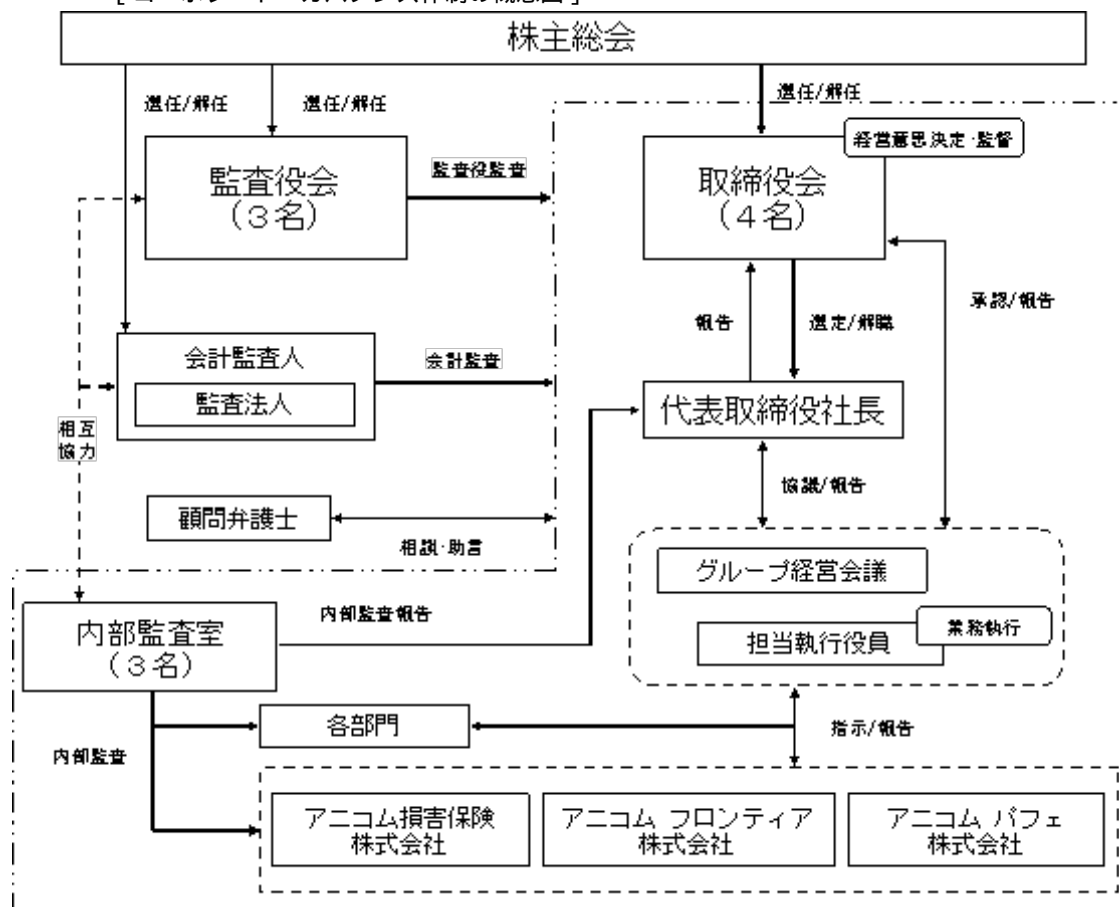 [コーポレート・ガバナンス体制の概念図]
株主総会
選任/解任
選任/解任
選任/解任
経営意思決定・監督
監査役会
(3名)
監査役監査
取締役会
(4名)
承認/報告
報告
選定/解職
会計監査人
監査法人
会計監査
代表取締役社長
相互
協力
協議/報告
顧問弁護士
相談・助言
グループ経営会議
内部監査室
(3名)
内部監査報告
業務執行
担当執行役員
各部門
指示/報告
内部監査
アニコム損害保険
株式会社
アニコム フロンティア
株式会社
アニコム パフェ
株式会社